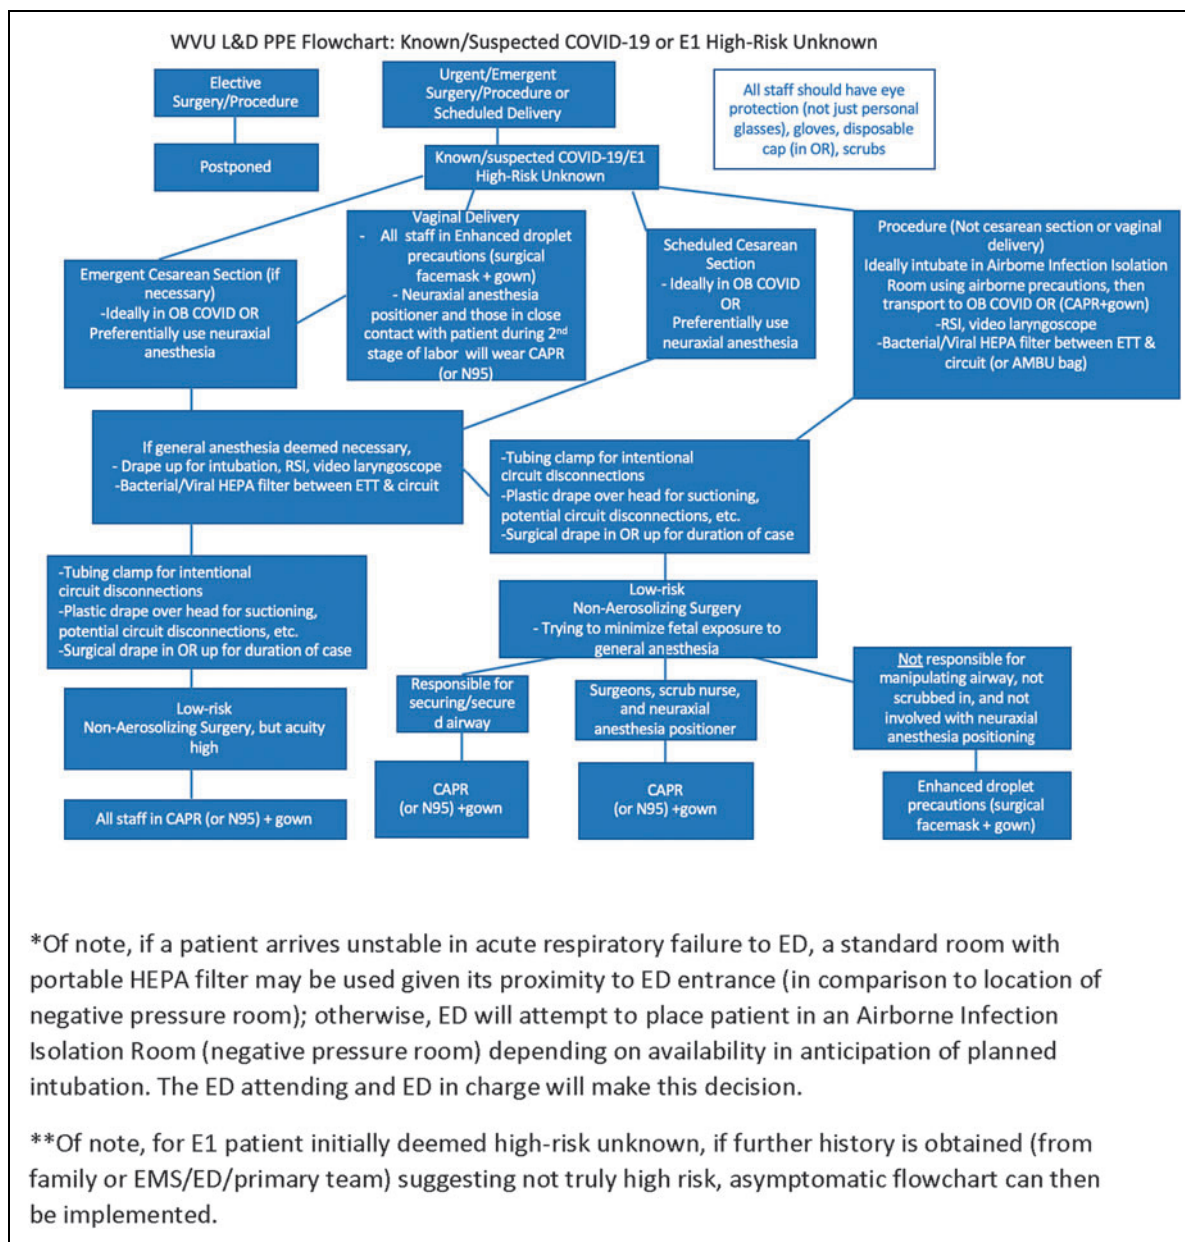 WVU L&D PPE Flowchart: Known/Suspected COVID-19 or E1 High-Risk Unknown
Elective
Surgery/Procedure
Postponed
Urgent/Emergent
Surgery/Procedure or
Scheduled Delivery
All staff should have eye
protection (not just personal
glasses), gloves, disposable
cap (in OR), scrubs
Known/suspected COVID-19/E1
High-Risk Unknown
Emergent Cesarean Section (if
necessary)
-Ideally in OB COVID OR
Preferentially use neuraxial
anesthesia
Vaginal Delivery
- All staff in Enhanced droplet
precautions (surgical
facemask + gown)
- Neuraxial anesthesia
positioner and those in close
contact with patient during 2nd
stage of labor will wear CAPR
(or N95)
Scheduled Cesarean
Section
- Ideally in OB COVID
OR
Preferentially use
neuraxial anesthesia
Procedure (Not cesarean section or vaginal
delivery)
Ideally intubate in Airborne Infection Isolation
Room using airborne precautions, then
transport to OB COVID OR (CAPR+gown)
-RSI, video laryngoscope
-Bacterial/Viral HEPA filter between ETT &
circuit (or AMBU bag)
If general anesthesia deemed necessary,
- Drape up for intubation, RSI, video laryngoscope
-Bacterial/Viral HEPA filter between ETT & circuit
-Tubing clamp for intentional
circuit disconnections
-Plastic drape over head for suctioning,
potential circuit disconnections, etc.
-Surgical drape in OR up for duration of case
-Tubing clamp for intentional
circuit disconnections
-Plastic drape over head for suctioning,
potential circuit disconnections, etc.
-Surgical drape in OR up for duration of case
Low-risk
Non-Aerosolizing Surgery
- Trying to minimize fetal exposure to
general anesthesia
Low-risk
Non-Aerosolizing Surgery, but acuity
high
All staff in CAPR (or N95) + gown
Responsible for
securing/secure
d airway
CAPR
(or N95) +gown
Surgeons, scrub nurse,
and neuraxial
anesthesia positioner
CAPR
(or N95) +gown
Not responsible for
manipulating airway, not
scrubbed in, and not
involved with neuraxial
anesthesia positioning
Enhanced droplet
precautions (surgical
facemask + gown)
*Of note, if a patient arrives unstable in acute respiratory failure to ED, a standard room with
portable HEPA filter may be used given its proximity to ED entrance (in comparison to location of
negative pressure room); otherwise, ED will attempt to place patient in an Airborne Infection
Isolation Room (negative pressure room) depending on availability in anticipation of planned
intubation. The ED attending and ED in charge will make this decision.
**Of note, for E1 patient initially deemed high-risk unknown, if further history is obtained (from
family or EMS/ED/primary team) suggesting not truly high risk, asymptomatic flowchart can then
be implemented.